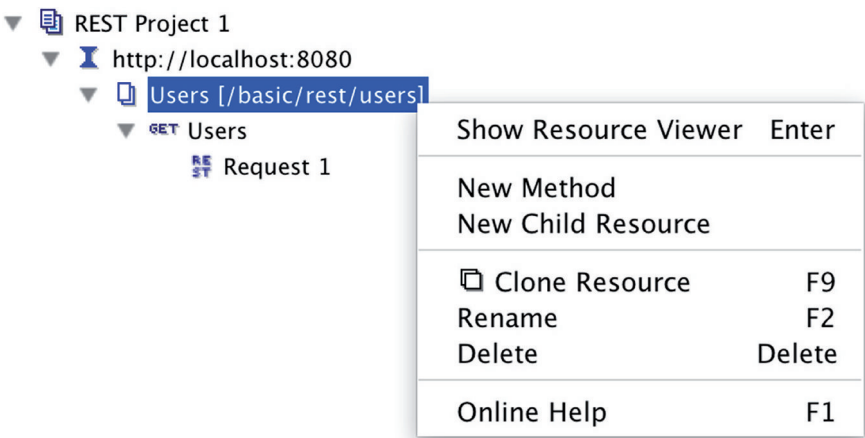 REST Project 1
http://localhost:8080
Users [/basic/rest/users]
GET Users
REST Request 1
Show Resource Viewer Enter
New Method
New Child Resource
Clone Resource F9
Rename F2
Delete Delete
Online Help F1